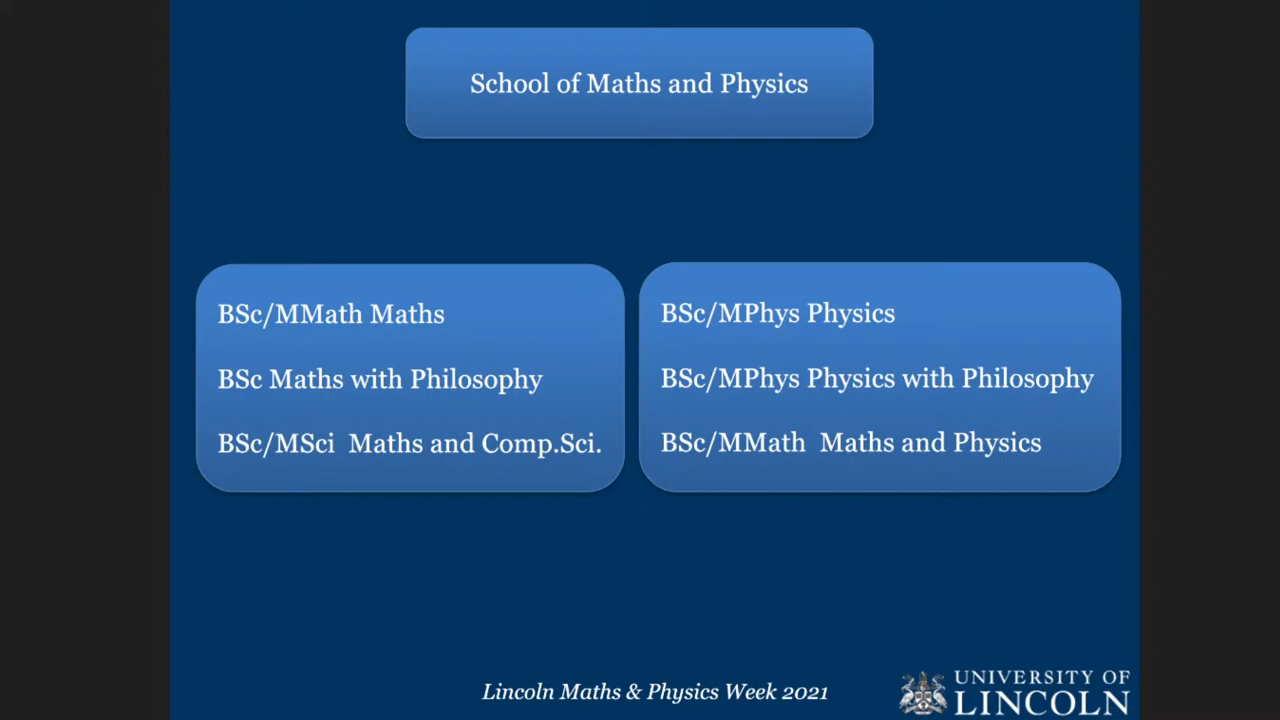 School of Maths and Physics
BSc/MMath Maths
BSc Maths with Philosophy
BSc/MSci  Maths and Comp.Sci.
BSc/MPhys Physics
BSc/MPhys Physics with Philosophy
BSc/MMath  Maths and Physics
Lincoln Maths & Physics Week 2021
UNIVERSITY OF
LINCOLN